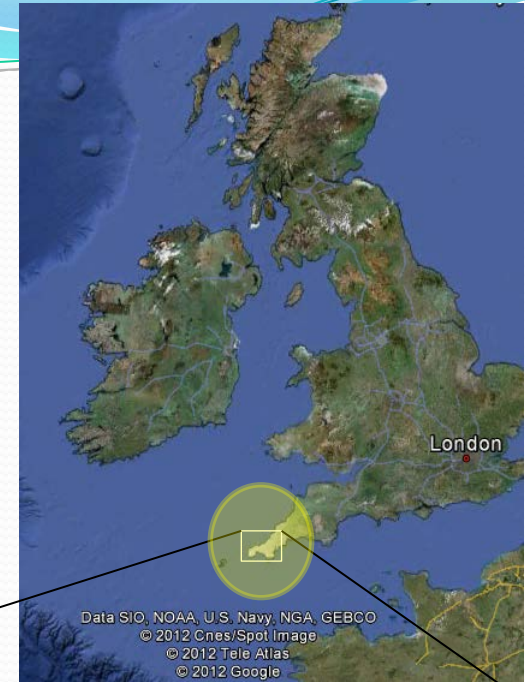 London
Data SIO, NOAA, U.S. Navy, NGA, GEBCO
© 2012 Cnes/Spot Image
© 2012 Tele Atlas
© 2012 Google